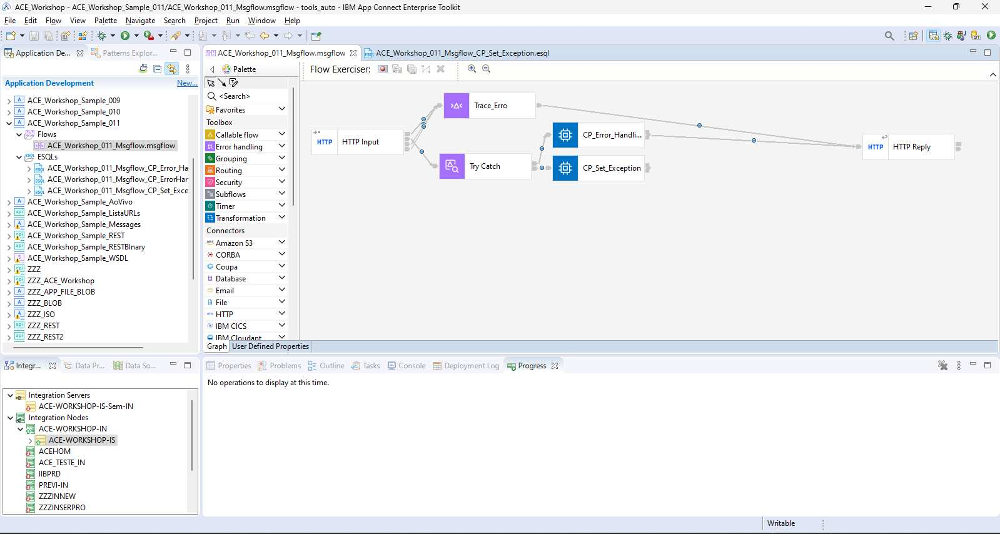 ACE_Workshop - ACE_Workshop_Sample_011/ACE_Workshop_011_Msgflow.msgflow - tools_auto - IBM App Connect Enterprise Toolkit
File Edit Flow View Palette Navigate Search Project Run Window Help
Application De... Patterns Explor...
Application Development New...
ACE_Workshop_Sample_009
ACE_Workshop_Sample_010
ACE_Workshop_Sample_011
Flows
ACE_Workshop_011_Msgflow.msgflow
ESQLs
ACE_Workshop_011_Msgflow_CP_Error_Ha
ACE_Workshop_011_Msgflow_CP_ErrorHar
ACE_Workshop_011_Msgflow_CP_Set_Exce
ACE_Workshop_Sample_AoVivo
ACE_Workshop_Sample_ListaURLs
ACE_Workshop_Sample_Messages
ACE_Workshop_Sample_REST
ACE_Workshop_Sample_RESTBInary
ACE_Workshop_Sample_WSDL
ZZZ
ZZZ_ACE_Workshop
ZZZ_APP_FILE_BLOB
ZZZ_BLOB
ZZZ_ISO
ZZZ_REST
ZZZ_REST2
ACE_Workshop_011_Msgflow.msgflow ACE_Workshop_011_Msgflow_CP_Set_Exception.esql
Palette
Flow Exerciser:
<Search>
Favorites
Toolbox
Callable flow
Error handling
Grouping
Routing
Security
Subflows
Timer
Transformation
Connectors
Amazon S3
CORBA
Coupa
Database
Email
File
HTTP
IBM CICS
IBM Cloudant
Trace_Erro
HTTP HTTP Input
CP_Error_Handli...
HTTP HTTP Reply
Try Catch
CP_Set_Exception
Graph User Defined Properties
Integr... Data Pr... Data So...
Integration Servers
ACE-WORKSHOP-IS-Sem-IN
Integration Nodes
ACE-WORKSHOP-IN
ACE-WORKSHOP-IS
ACEHOM
ACE_TESTE_IN
IIBPRD
PREVI-IN
ZZZINNEW
ZZZINSERPRO
Properties Problems Outline Tasks Console Deployment Log Progress
No operations to display at this time.
Writable